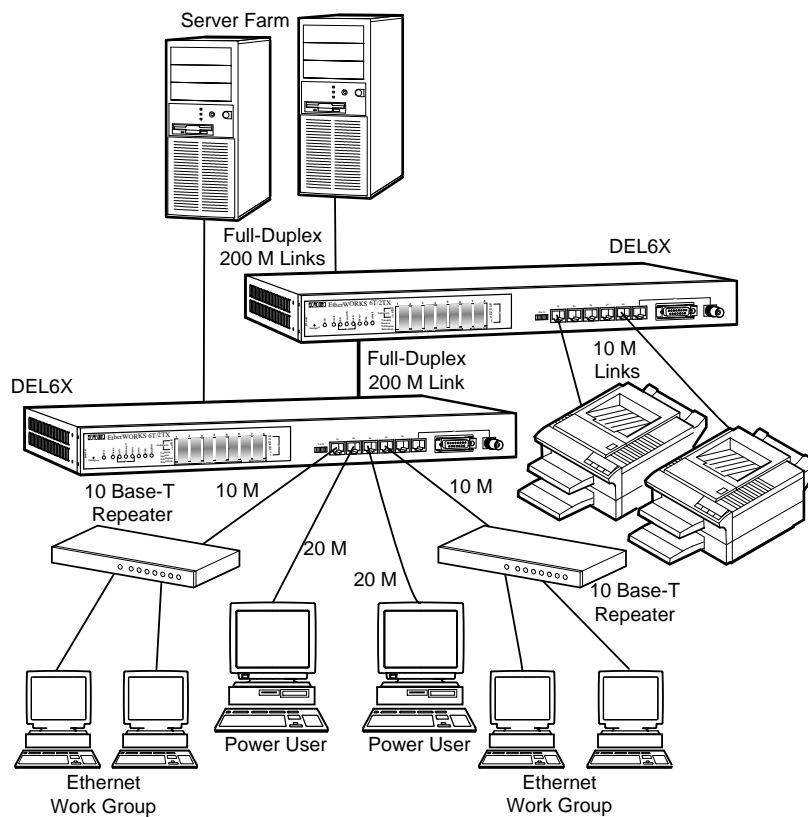 Server Farm
Full-Duplex
200 M Links
DEL6X
EtherWORKS 6T/2TX
10 M
Links
Full-Duplex
200 M Link
DEL6X
EtherWORKS 6T/2TX
10 Base-T
Repeater
10 M
10 M
20 M
20 M
10 Base-T
Repeater
Power User
Power User
Ethernet
Work Group
Ethernet
Work Group